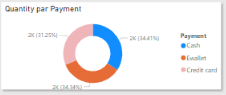 Quantity par Payment
2K (31.25%)
2K (34.41%)
2K (34.34%)
Payment
Cash
Ewallet
Credit card